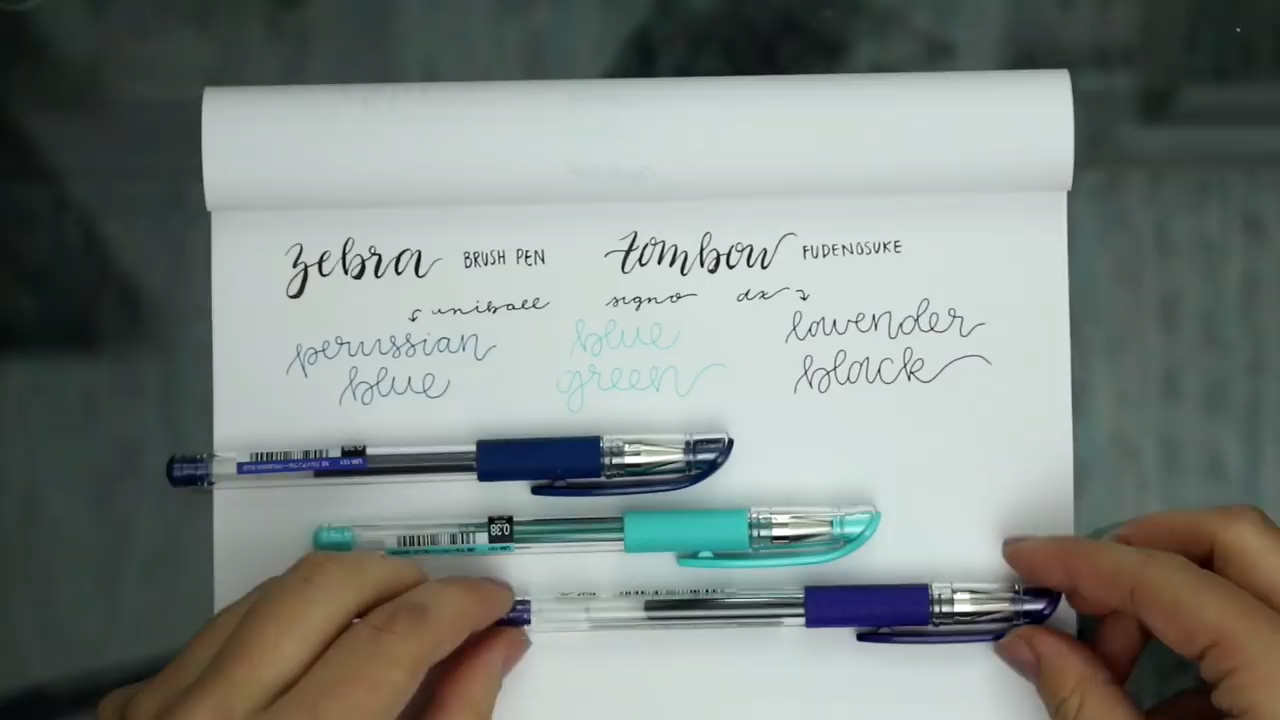 zebra BRUSH PEN tombow FUDENOSUKE
uniball signo dx
perussian blue green lavender
blue black
0.38